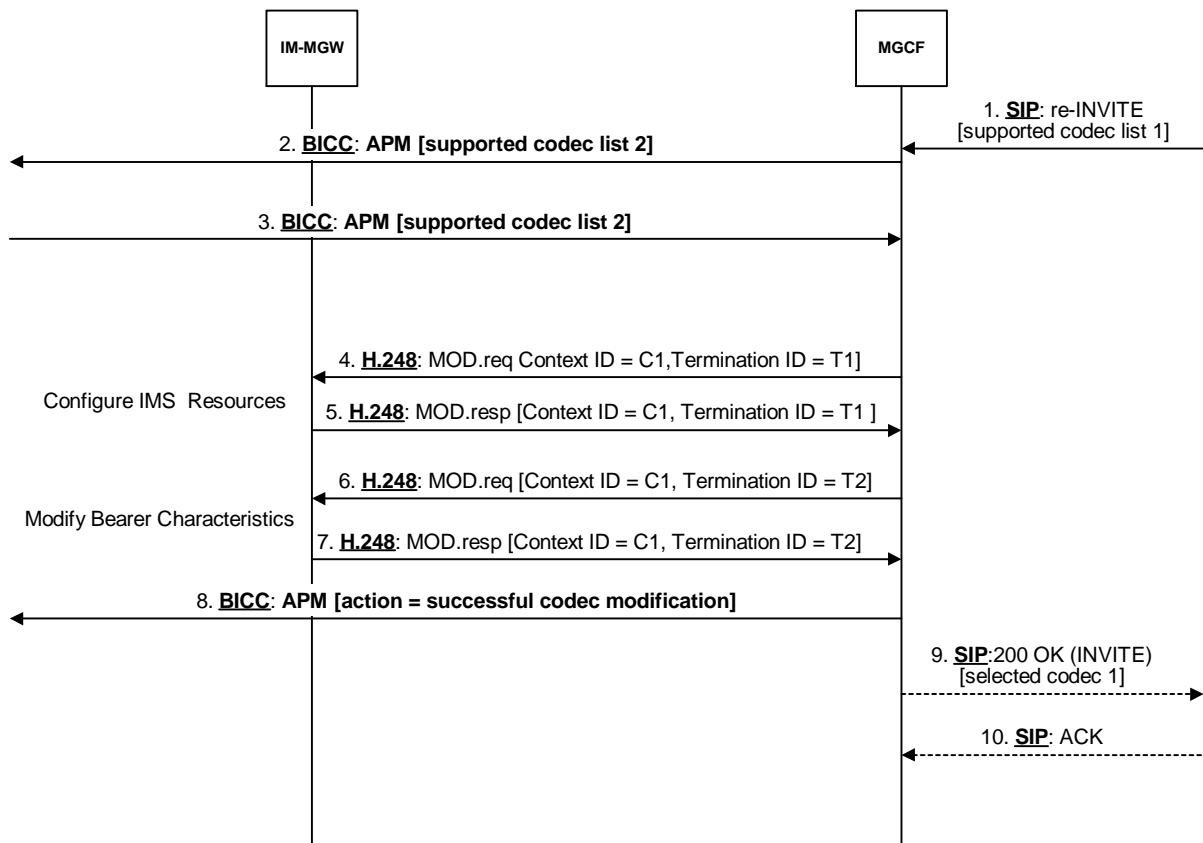 IM-MGW
MGCF
1. SIP: re-INVITE
[supported codec list 1]
2. BICC: APM [supported codec list 2]
3. BICC: APM [supported codec list 2]
4. H.248: MOD.req Context ID = C1,Termination ID = T1]
Configure IMS  Resources
5. H.248: MOD.resp [Context ID = C1, Termination ID = T1 ]
6. H.248: MOD.req [Context ID = C1, Termination ID = T2]
Modify Bearer Characteristics
7. H.248: MOD.resp [Context ID = C1, Termination ID = T2]
8. BICC: APM [action = successful codec modification]
9. SIP:200 OK (INVITE)
[selected codec 1]
10. SIP: ACK